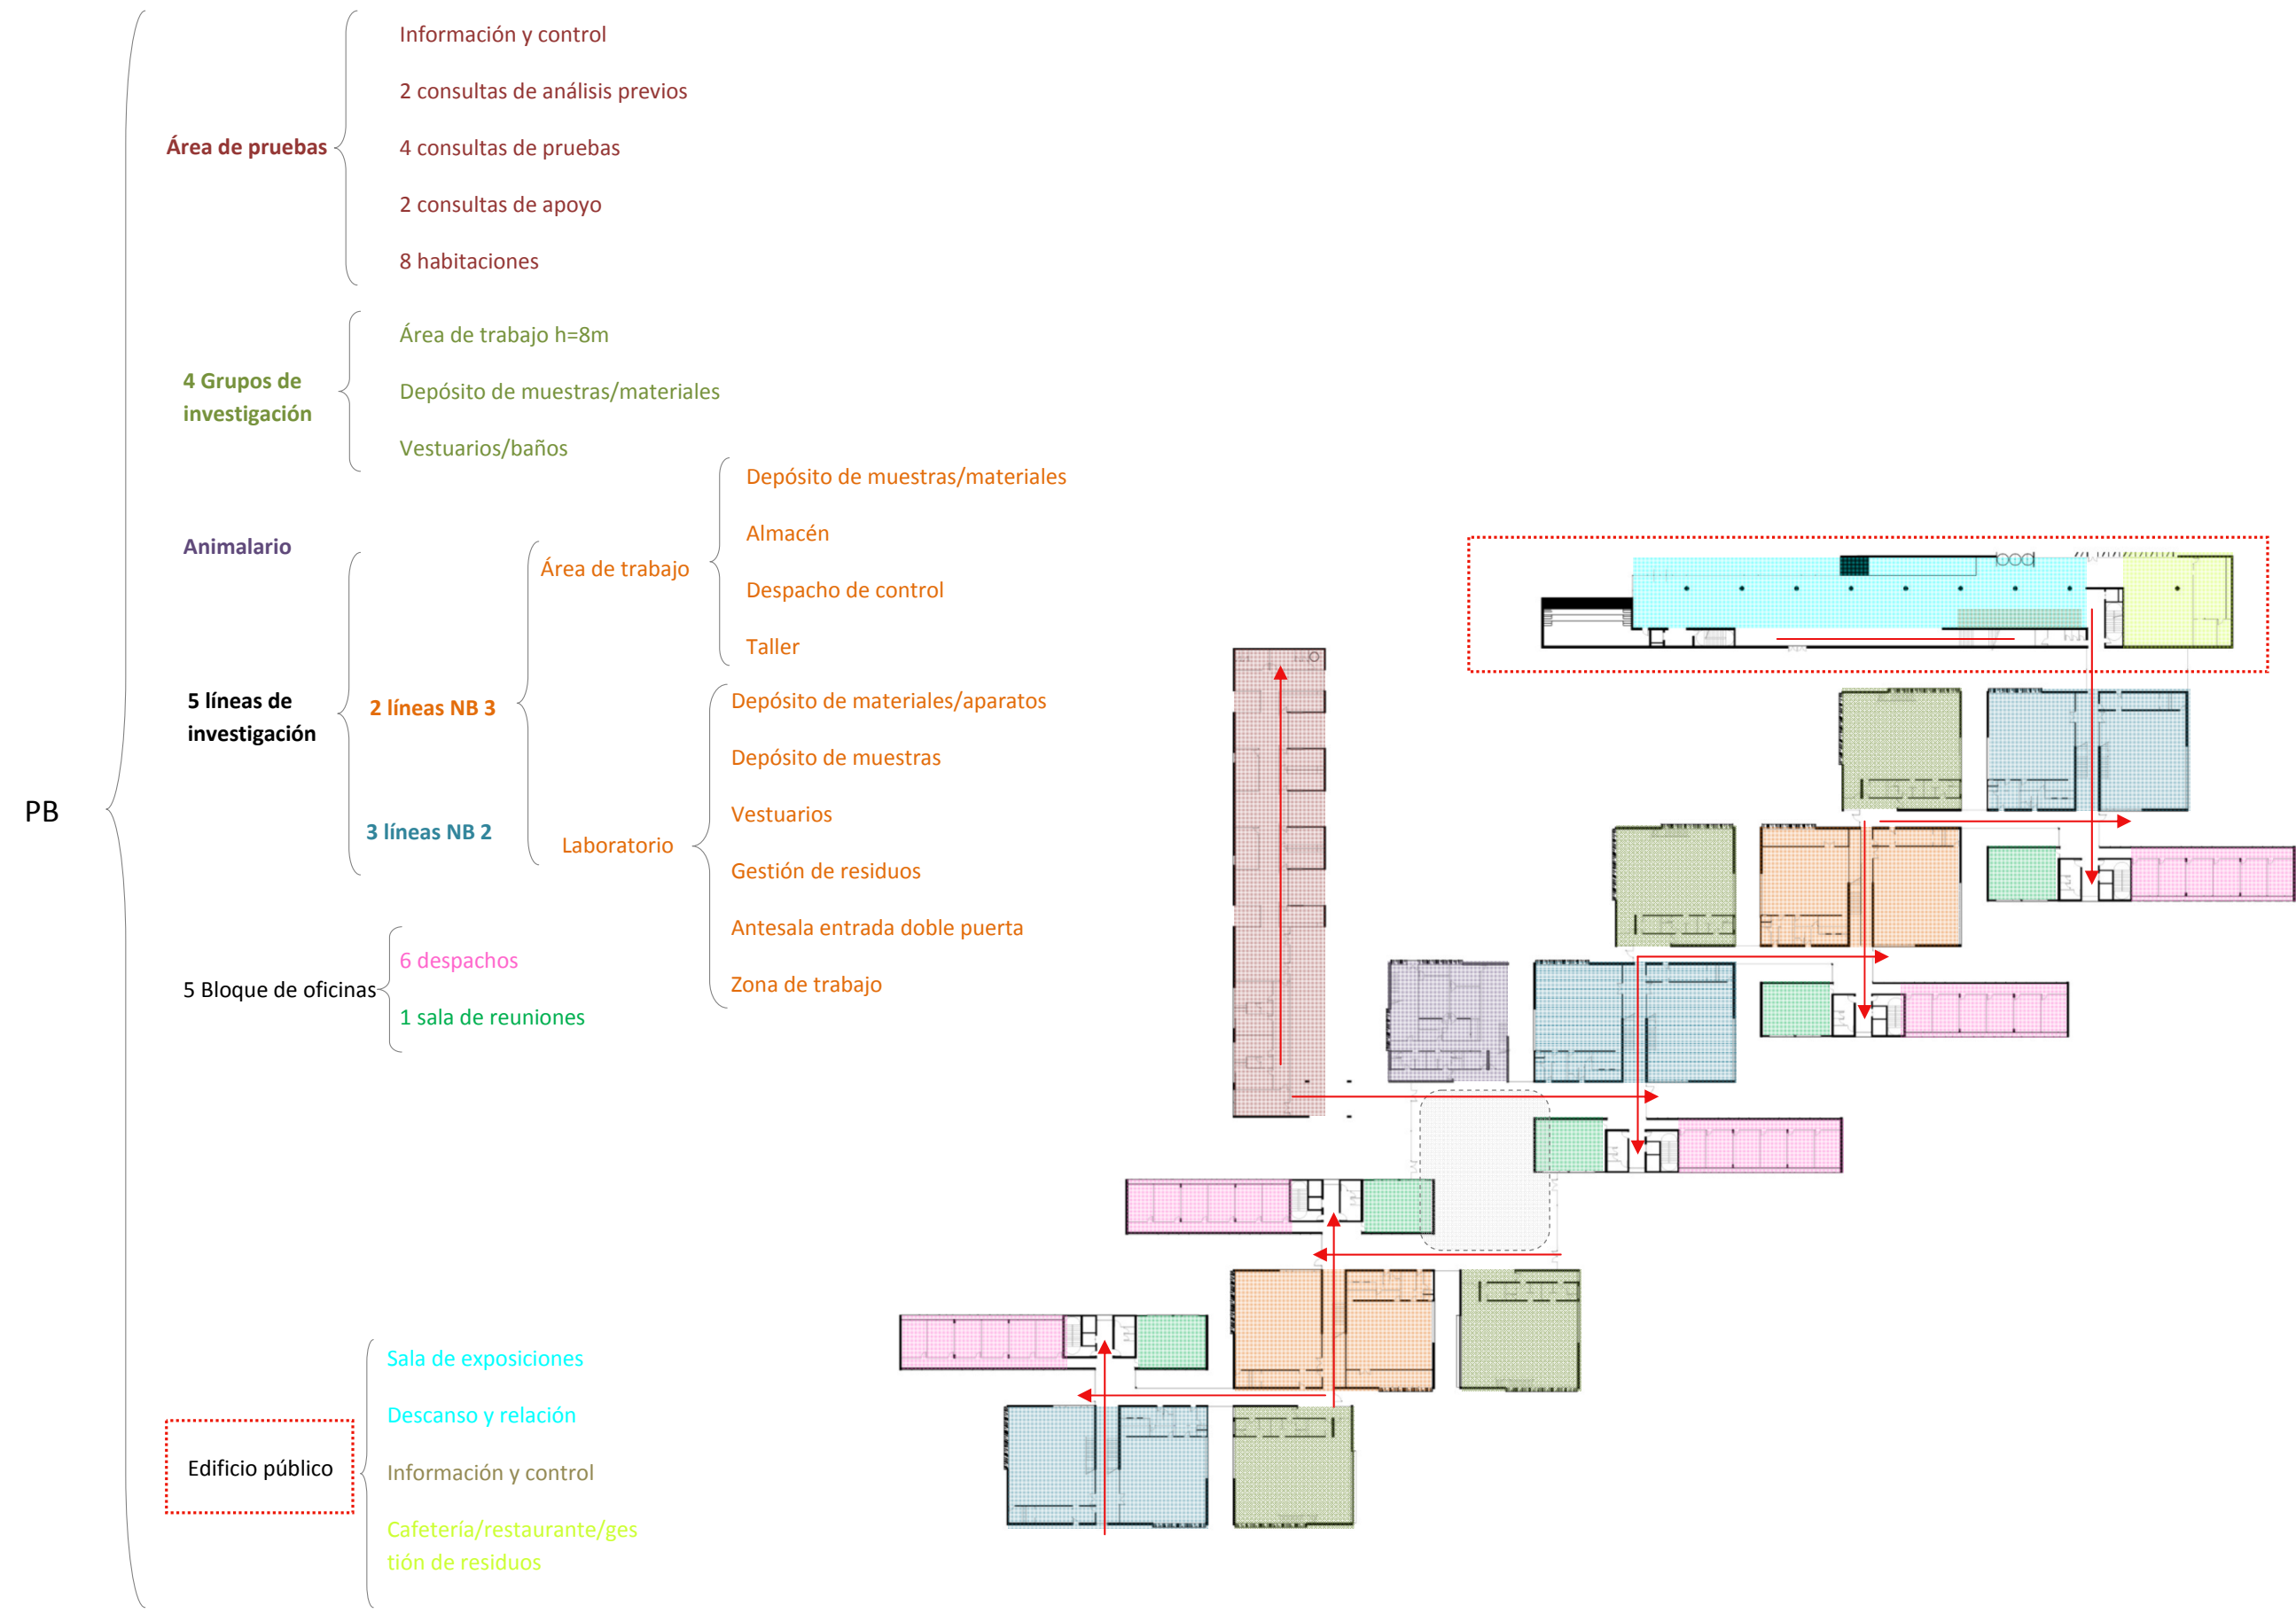 PB
Área de pruebas
Información y control
2 consultas de análisis previos
4 consultas de pruebas
2 consultas de apoyo
8 habitaciones
4 Grupos de
investigación
Área de trabajo h=8m
Depósito de muestras/materiales
Vestuarios/baños
Animalario
5 líneas de
investigación
2 líneas NB 3
Área de trabajo
Depósito de muestras/materiales
Almacén
Despacho de control
Taller
Laboratorio
Depósito de materiales/aparatos
Depósito de muestras
Vestuarios
Gestión de residuos
Antesala entrada doble puerta
Zona de trabajo
3 líneas NB 2
5 Bloque de oficinas
6 despachos
1 sala de reuniones
Edificio público
Sala de exposiciones
Descanso y relación
Información y control
Cafetería/restaurante/ges
tión de residuos